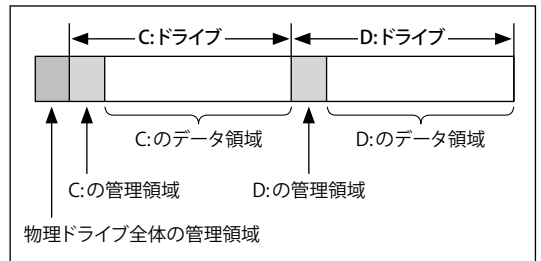 C:ドライブ
D:ドライブ
C:のデータ領域
D:のデータ領域
C:の管理領域
D:の管理領域
物理ドライブ全体の管理領域